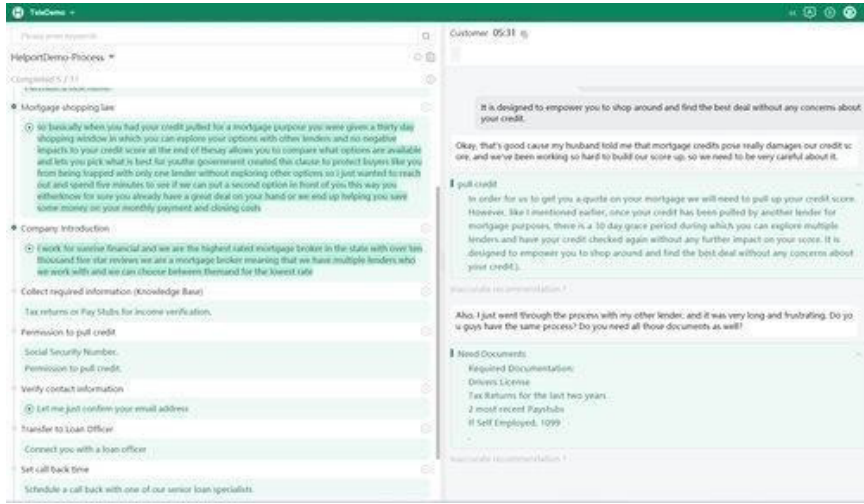 TeleDemo
Please enter keywords
HelportDemo-Process
Completed 5 / 11
Mortgage shopping law
so basically when you had your credit pulled for a mortgage purpose you were given a thirty day
shopping window in which you can explore your options with other lenders and no negative
impacts to your credit score at the end of thesay allows you to compare what options are available
and lets you pick what is best for youthe government created this clause to protect buyers like you
from being trapped with only one lender without exploring other options so i just wanted to reach
out and spend five minutes to see if we can put a second option in front of you this way you
eitherknow for sure you already have a great deal on your hand or we end up helping you save
some money on your monthly payment and closing costs
Company Introduction
I work for sunrise financial and we are the highest rated mortgage broker in the state with over ten
thousand five star reviews we are a mortgage broker meaning that we have multiple lenders who
we work with and we can choose between themand for the lowest rate
Collect required information (Knowledge Base)
Tax returns or Pay Stubs for income verification.
Permission to pull credit
Social Security Number.
Permission to pull credit.
Verify contact information
Let me just confirm your email address
Transfer to Loan Officer
Connect you with a loan officer
Set call back time
Schedule a call back with one of our senior loan specialists.
Customer 05:31
It is designed to empower you to shop around and find the best deal without any concerns about
your credit.
Okay, that's good cause my husband told me that mortgage credits pose really damages our credit sc
ore, and we've been working so hard to build our score up, so we need to be very careful about it.
pull credit
In order for us to get you a quote on your mortgage we will need to pull up your credit score.
However, like I mentioned earlier, once your credit has been pulled by another lender for
mortgage purposes, there is a 30 day grace period during which you can explore multiple
lenders and have your credit checked again without any further impact on your score. It is
designed to empower you to shop around and find the best deal without any concerns about
your credit).
Inaccurate recommendation ?
Also, I just went through the process with my other lender, and it was very long and frustrating. Do yo
u guys have the same process? Do you need all those documents as well?
Need Documents
Required Documentation:
Drivers License
Tax Returns for the last two years
2 most recent Paystubs
If Self Employed, 1099
Inaccurate recommendation ?